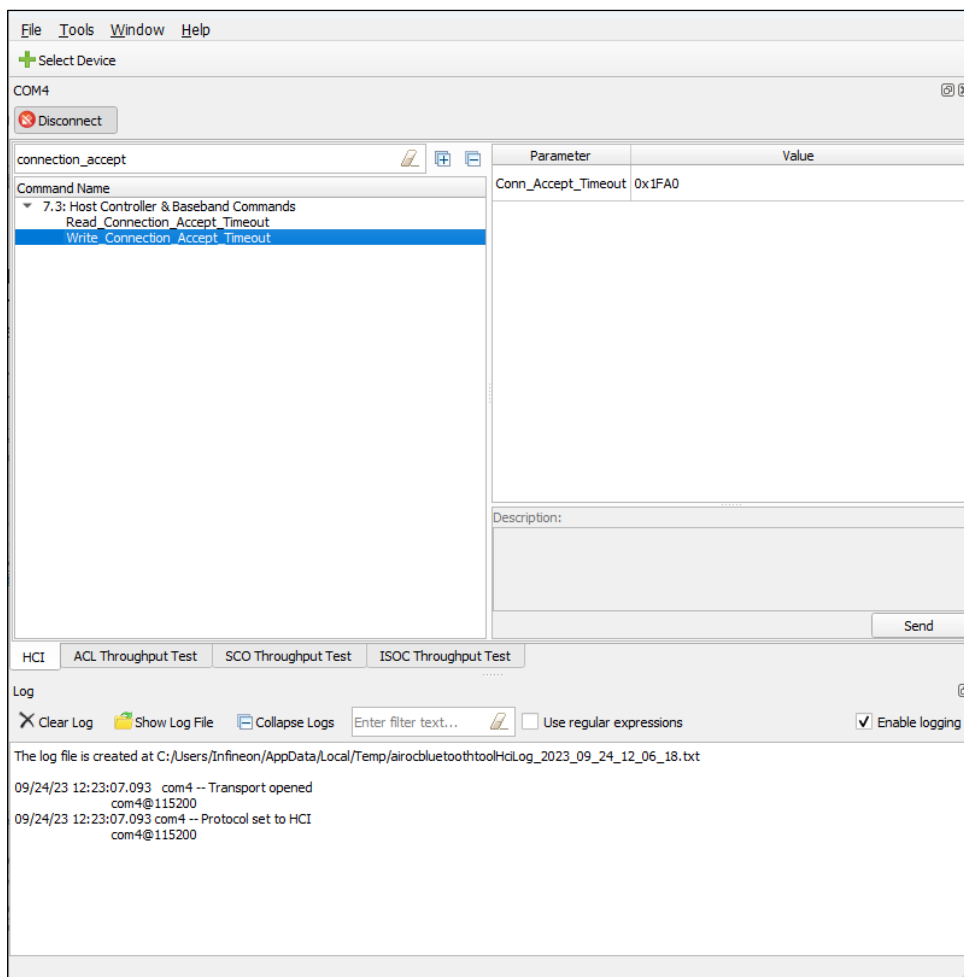 File Tools Window Help
Select Device
COM4
Disconnect
connection_accept
Command Name
7.3: Host Controller & Baseband Commands
Read_Connection_Accept_Timeout
Write_Connection_Accept_Timeout
Parameter Value
Conn_Accept_Timeout 0x1FA0
Description:
Send
HCI ACL Throughput Test SCO Throughput Test ISOC Throughput Test
Log
Clear Log Show Log File Collapse Logs Enter filter text... Use regular expressions Enable logging
The log file is created at C:/Users/Infineon/AppData/Local/Temp/airocbluetoothtoolHciLog_2023_09_24_12_06_18.txt
09/24/23 12:23:07.093 com4 -- Transport opened
com4@115200
09/24/23 12:23:07.093 com4 -- Protocol set to HCI
com4@115200